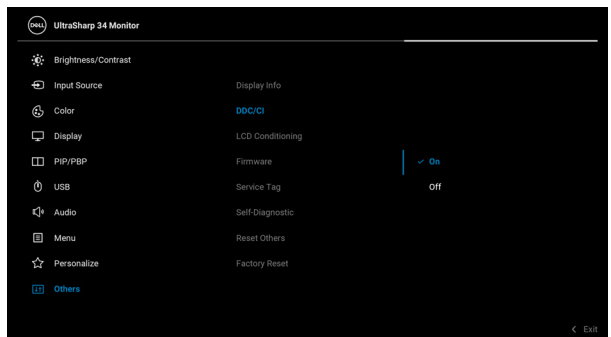 DELL UltraSharp 34 Monitor
Brightness/Contrast
Input Source
Display Info
Color
DDC/CI
Display
LCD Conditioning
PIP/PBP
Firmware
On
USB
Service Tag
Off
Audio
Self-Diagnostic
Menu
Reset Others
Personalize
Factory Reset
Others
Exit